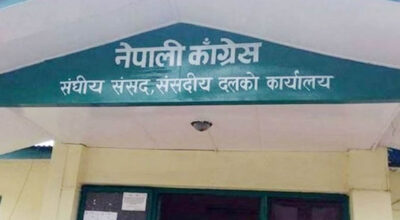 नेपाली काँग्रेस
संघीय संसद,संसदीय दलको कार्यालय